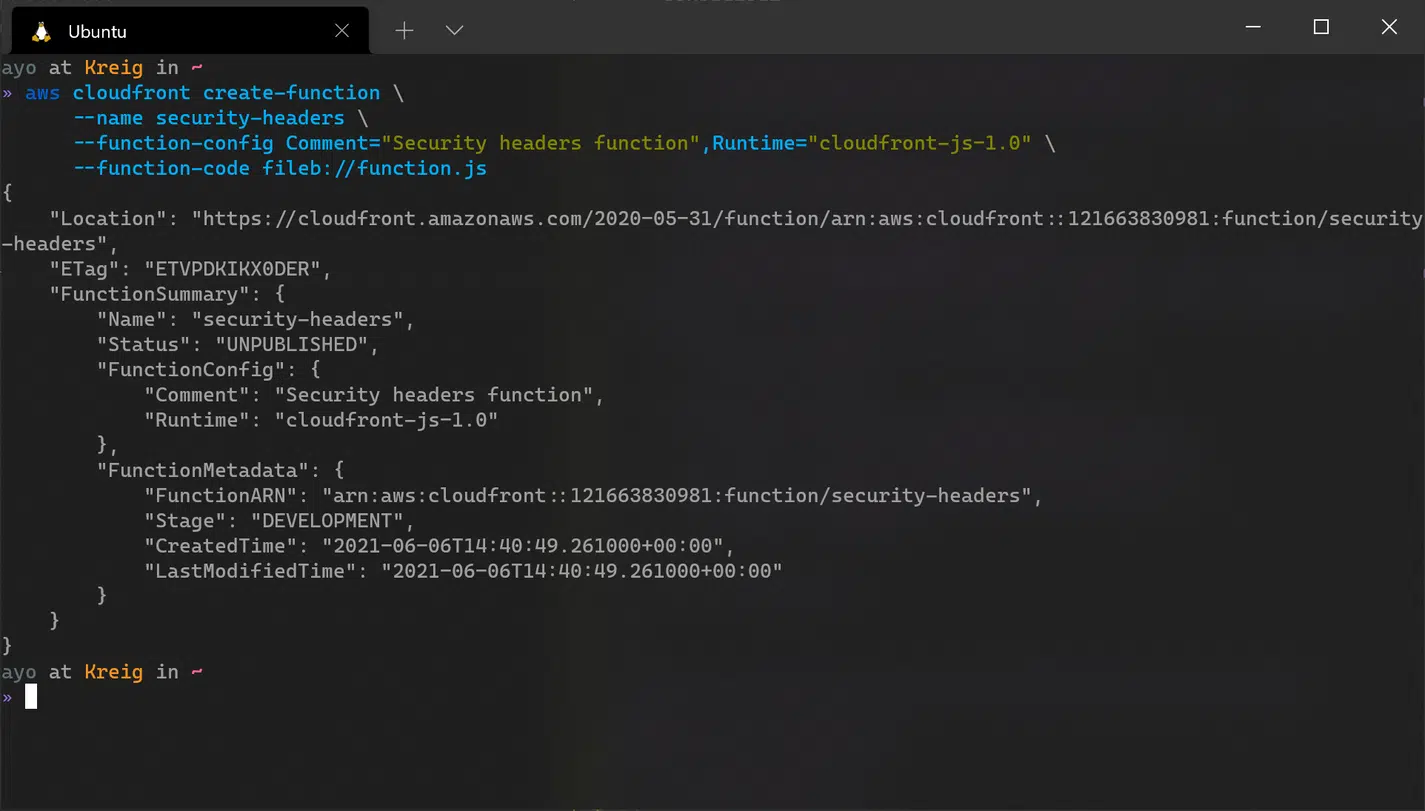 Ubuntu
ayo at Kreig in ~
» aws cloudfront create-function \
      --name security-headers \
      --function-config Comment="Security headers function",Runtime="cloudfront-js-1.0" \
      --function-code fileb://function.js
{
    "Location": "https://cloudfront.amazonaws.com/2020-05-31/function/arn:aws:cloudfront::121663830981:function/security
-headers",
    "ETag": "ETVPDKIKX0DER",
    "FunctionSummary": {
        "Name": "security-headers",
        "Status": "UNPUBLISHED",
        "FunctionConfig": {
            "Comment": "Security headers function",
            "Runtime": "cloudfront-js-1.0"
        },
        "FunctionMetadata": {
            "FunctionARN": "arn:aws:cloudfront::121663830981:function/security-headers",
            "Stage": "DEVELOPMENT",
            "CreatedTime": "2021-06-06T14:40:49.261000+00:00",
            "LastModifiedTime": "2021-06-06T14:40:49.261000+00:00"
        }
    }
}
ayo at Kreig in ~
»